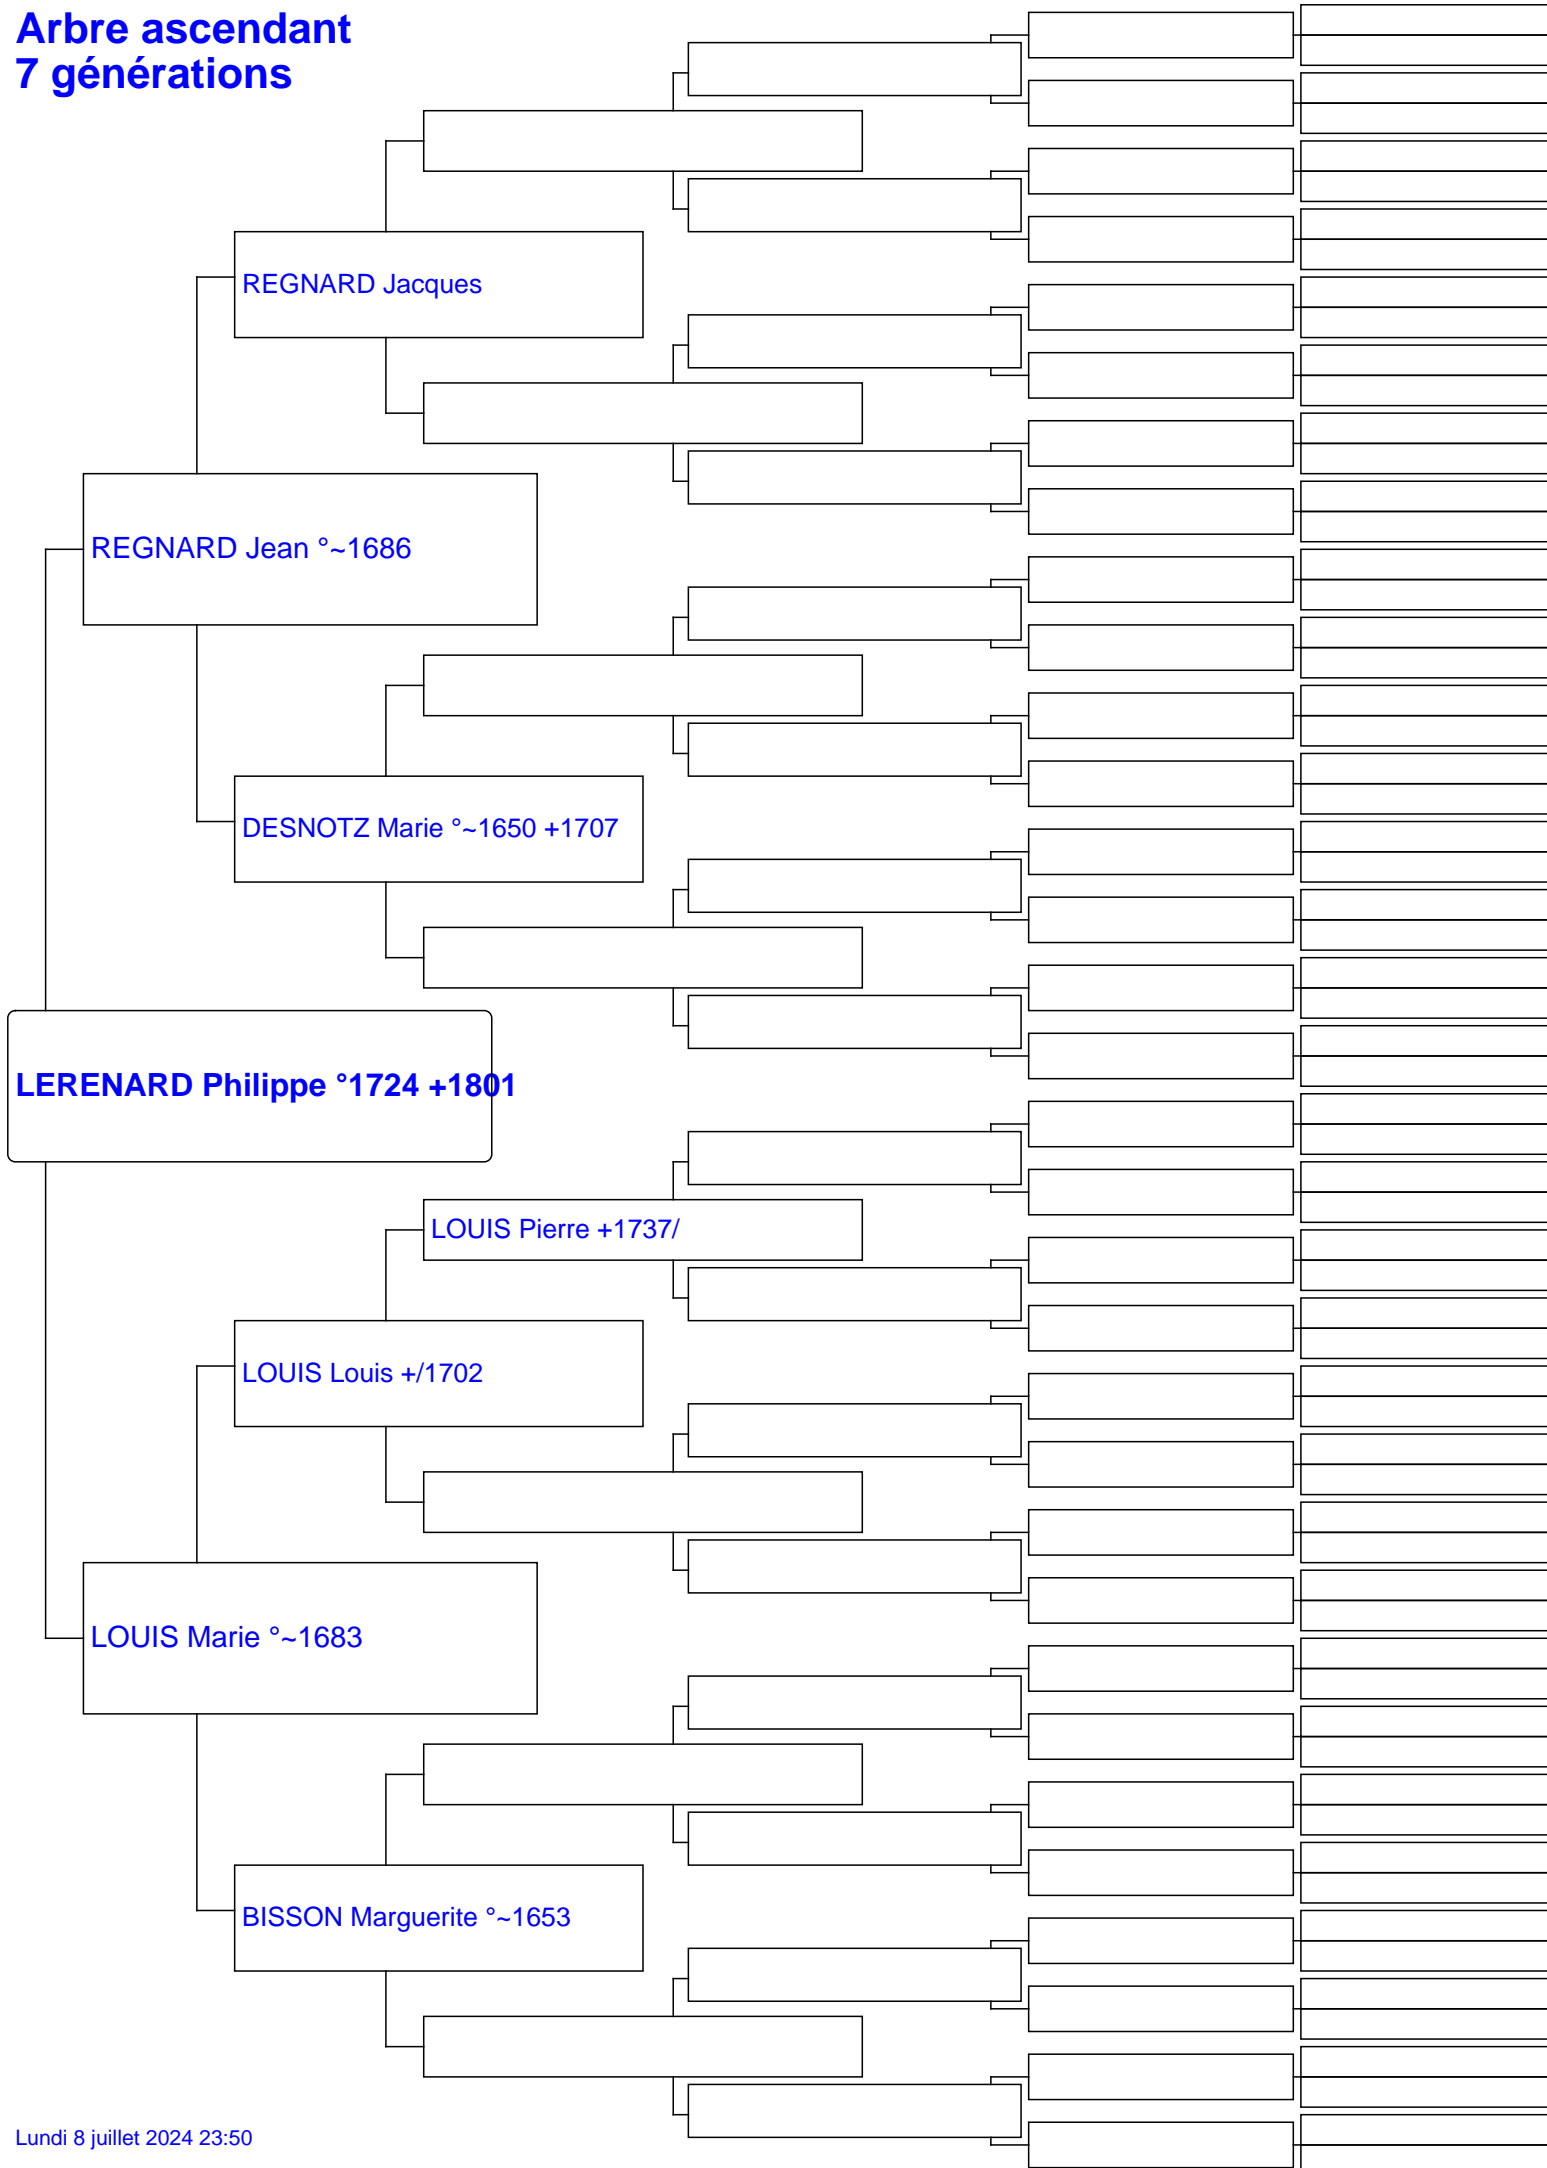 Arbre ascendant
7 générations
REGNARD Jacques
REGNARD Jean °~1686
DESNOTZ Marie °~1650 +1707
LERENARD Philippe °1724 +1801
LOUIS Pierre +1737/
LOUIS Louis +/1702
LOUIS Marie °~1683
BISSON Marguerite °~1653
Lundi 8 juillet 2024 23:50